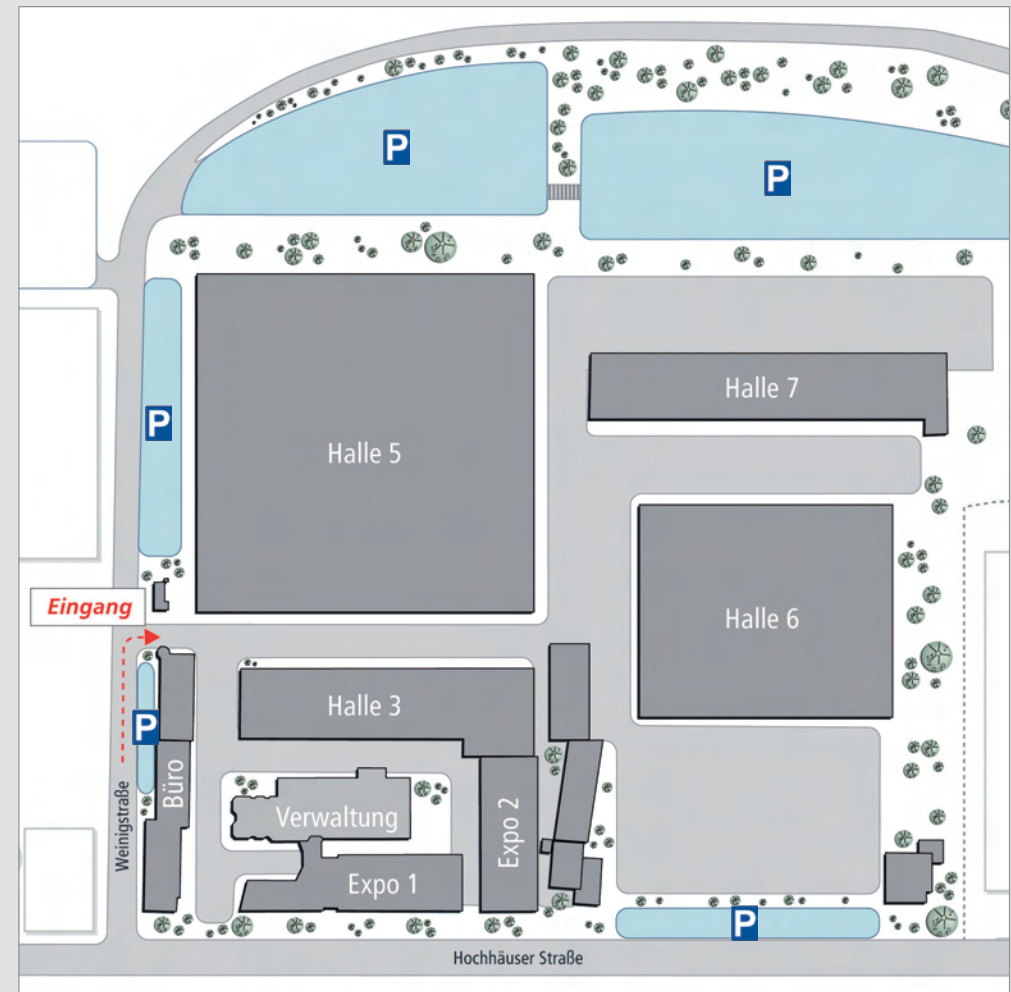 P
P
Halle 7
P
Halle 5
Eingang
Halle 6
Halle 3
P
Büro
Weinigstraße
Verwaltung
Expo 2
Expo 1
P
Hochhäuser Straße